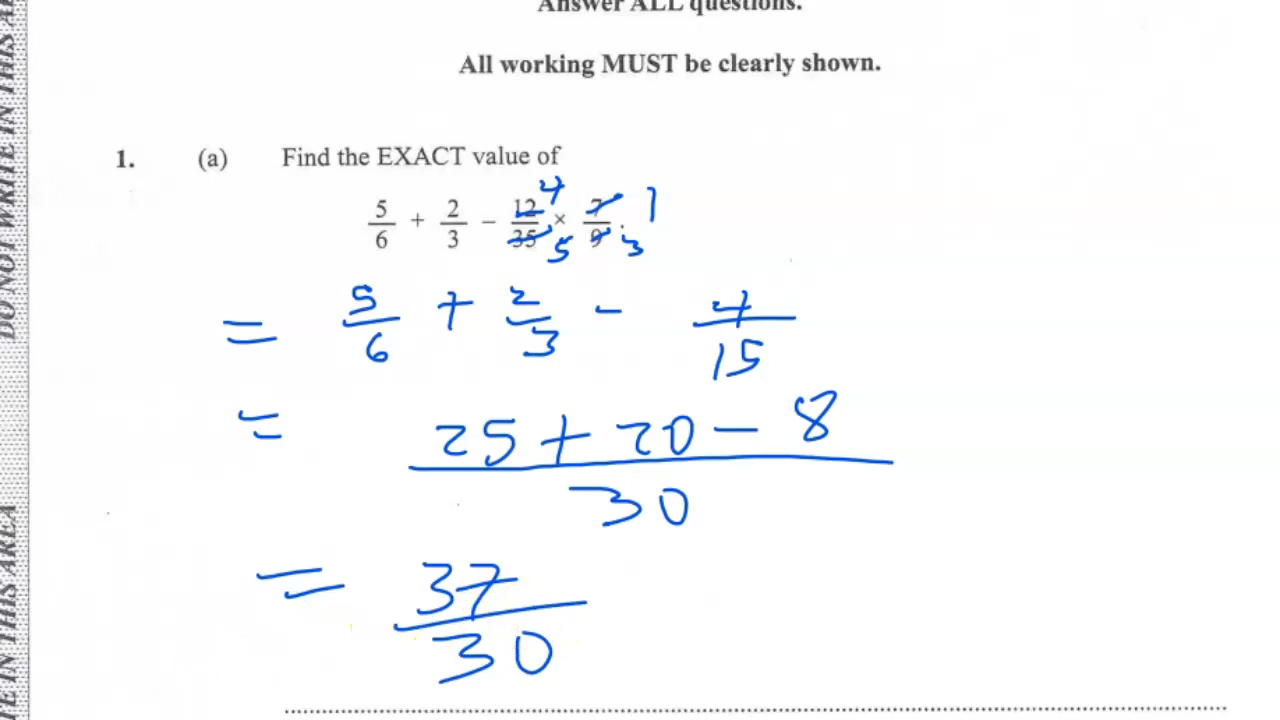 Answer ALL questions.
All working MUST be clearly shown.
1. (a) Find the EXACT value of
5/6 + 2/3 − 12/35 × 7/9 .
4 1
5 3
= 5/6 + 2/3 − 4/15
= (25 + 20 − 8)/30
= 37/30
DO NOT WRITE IN THIS AREA
TE IN THIS AREA